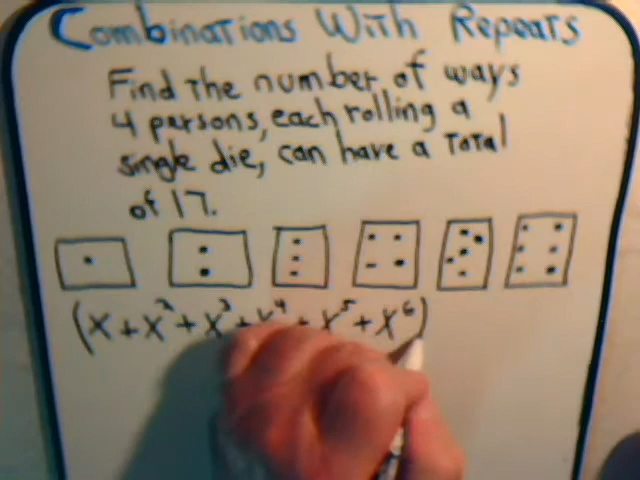 Combinations With Repeats
Find the number of ways
4 persons, each rolling a
single die, can have a Total
of 17.
(x + x² + x³ + x⁴ + x⁵ + x⁶)